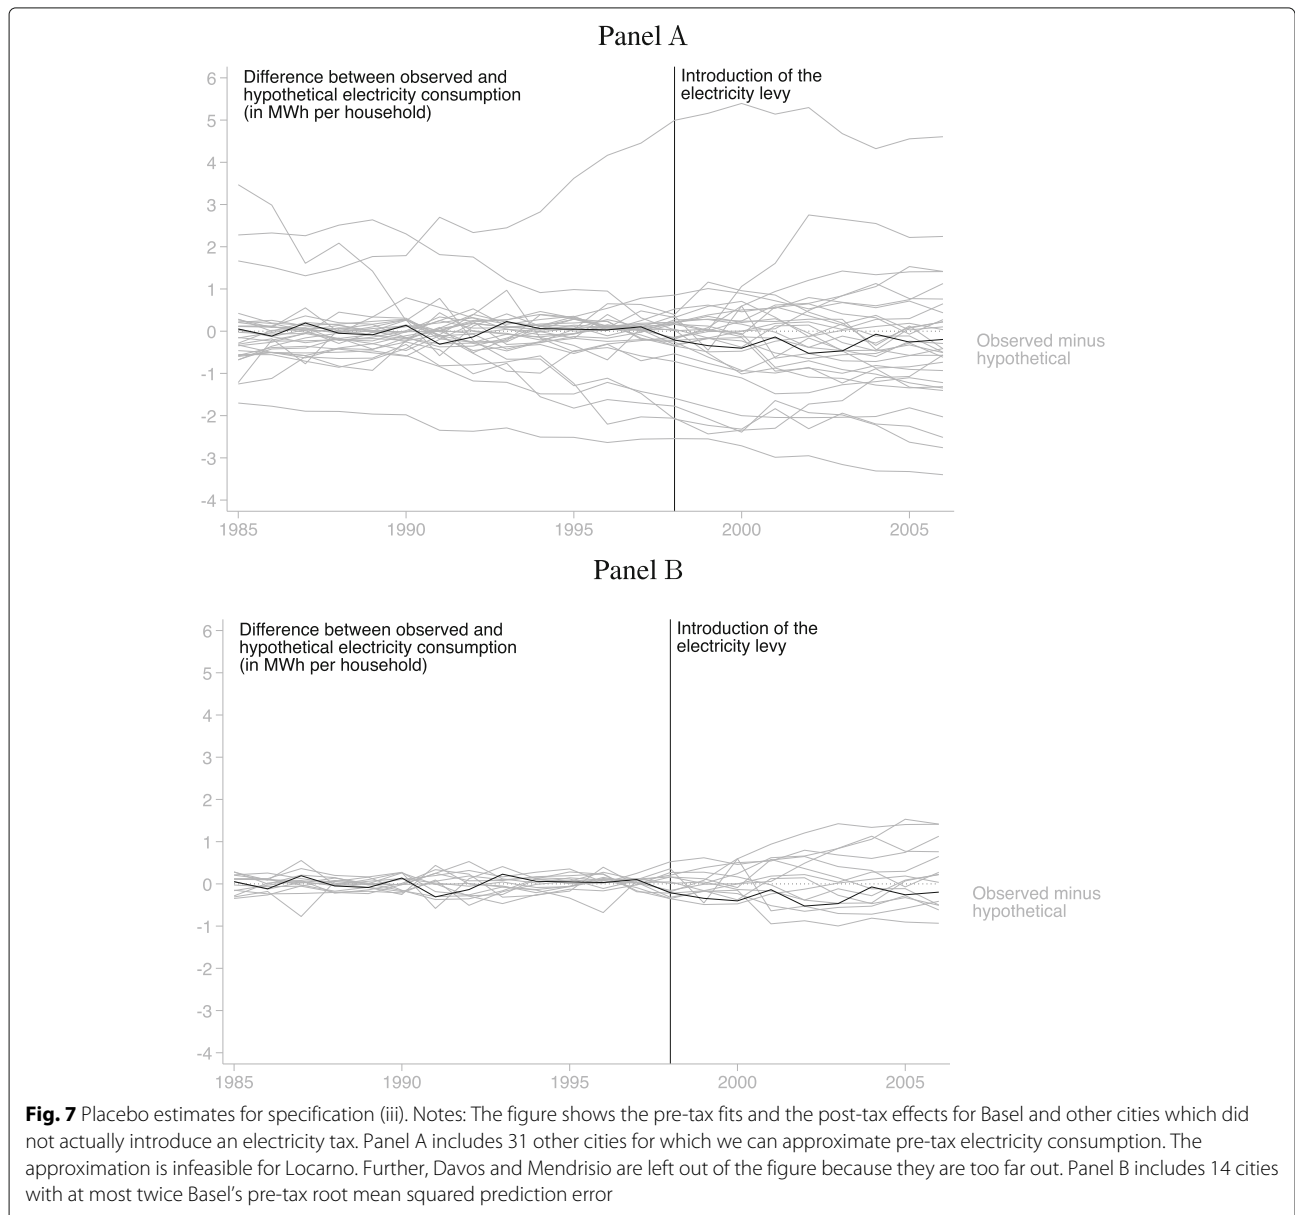 Panel A
Difference between observed and
hypothetical electricity consumption
(in MWh per household)
Introduction of the
electricity levy
6
5
4
3
2
1
0
-1
-2
-3
-4
Observed minus
hypothetical
1985
1990
1995
2000
2005
Panel B
Difference between observed and
hypothetical electricity consumption
(in MWh per household)
Introduction of the
electricity levy
6
5
4
3
2
1
0
-1
-2
-3
-4
Observed minus
hypothetical
1985
1990
1995
2000
2005
Fig. 7 Placebo estimates for specification (iii). Notes: The figure shows the pre-tax fits and the post-tax effects for Basel and other cities which did
not actually introduce an electricity tax. Panel A includes 31 other cities for which we can approximate pre-tax electricity consumption. The
approximation is infeasible for Locarno. Further, Davos and Mendrisio are left out of the figure because they are too far out. Panel B includes 14 cities
with at most twice Basel's pre-tax root mean squared prediction error